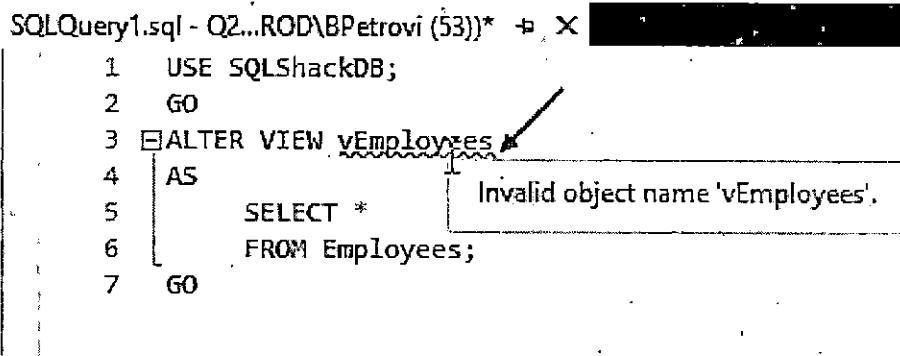 SQLQuery1.sql - Q2...ROD\BPetrovi (53))*
1 USE SQLShackDB;
2 GO
3 ALTER VIEW vEmployees
4 AS
Invalid object name 'vEmployees'.
5 SELECT *
6 FROM Employees;
7 GO